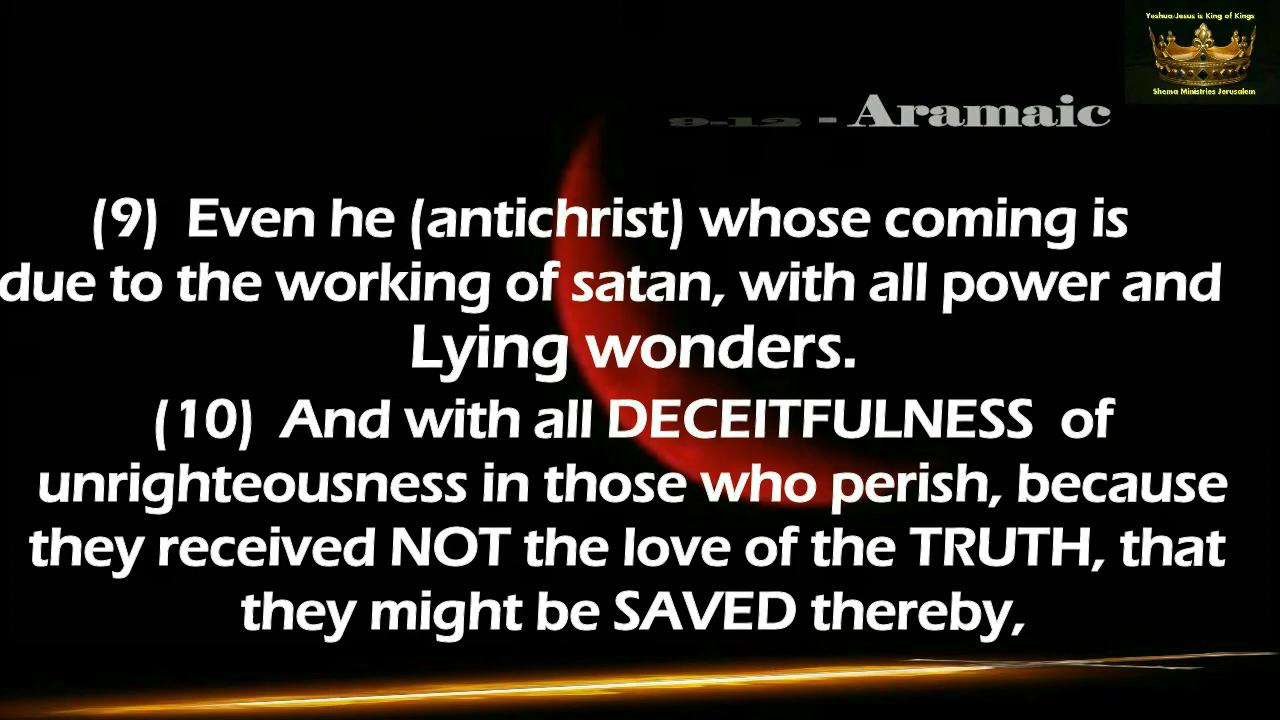 Yeshua/Jesus is King of Kings
Shema Ministries Jerusalem
9-12 - Aramaic
(9) Even he (antichrist) whose coming is
due to the working of satan, with all power and
Lying wonders.
(10) And with all DECEITFULNESS of
unrighteousness in those who perish, because
they received NOT the love of the TRUTH, that
they might be SAVED thereby,